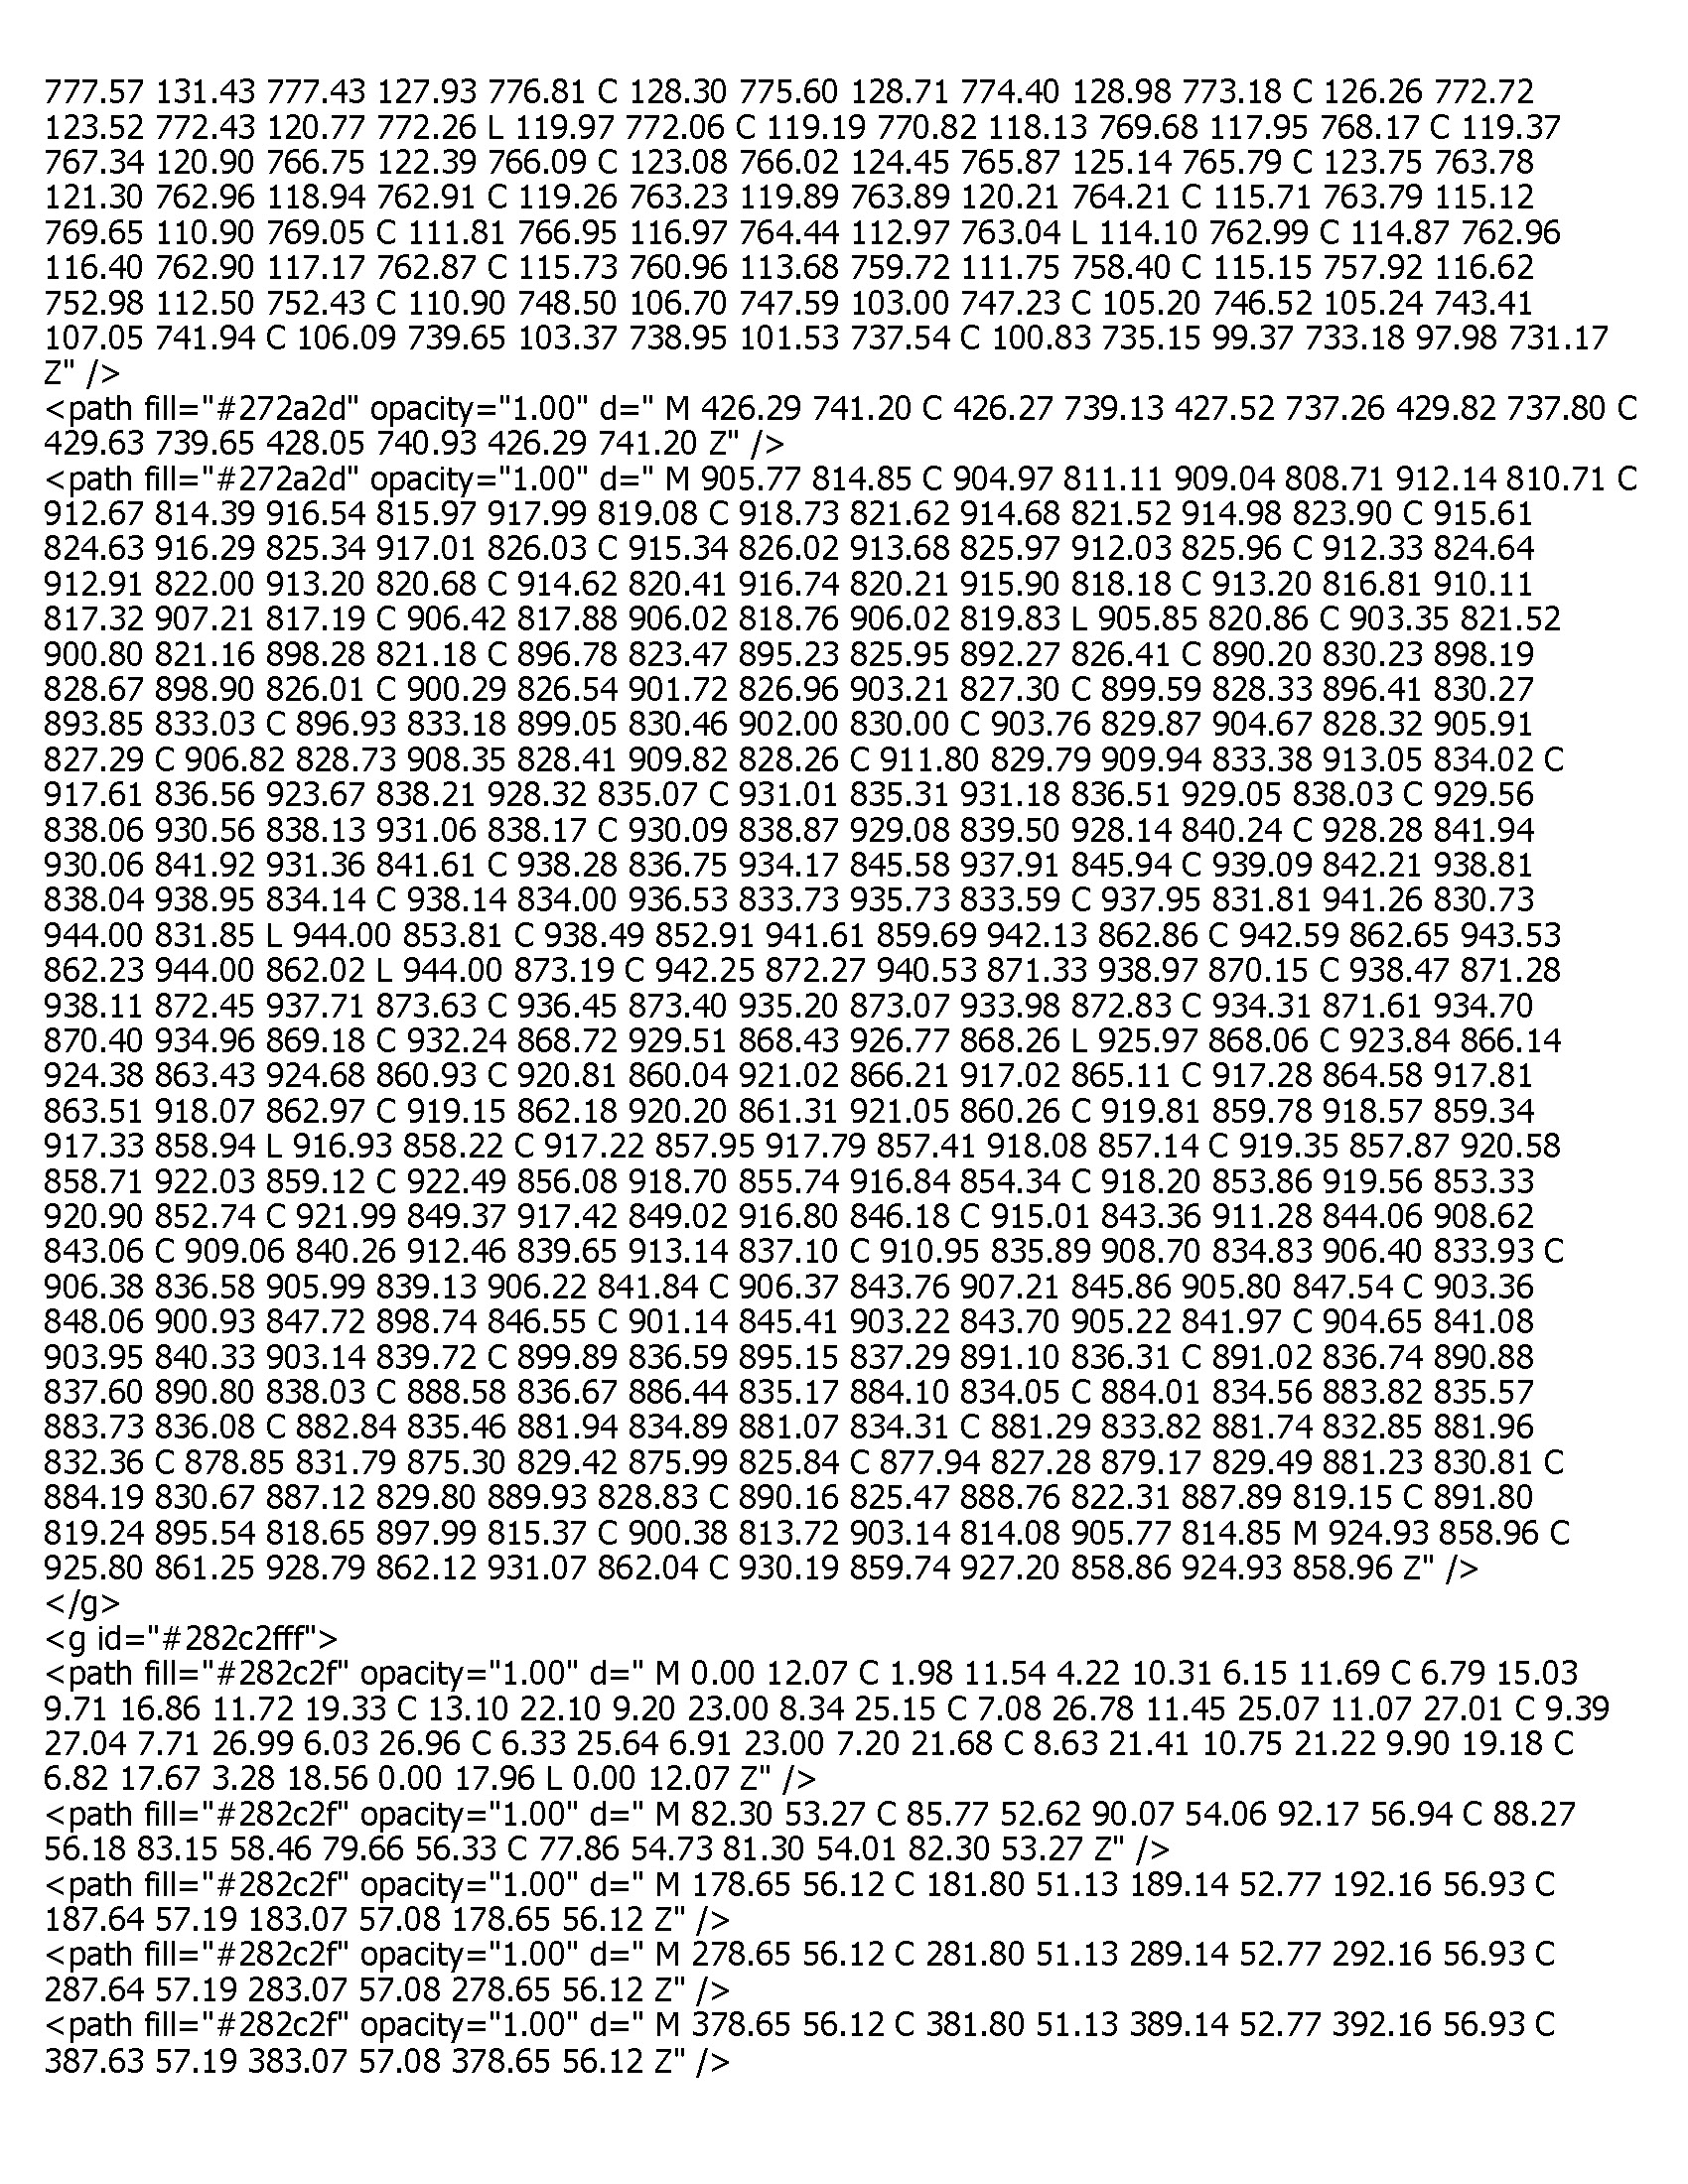 777.57 131.43 777.43 127.93 776.81 C 128.30 775.60 128.71 774.40 128.98 773.18 C 126.26 772.72
123.52 772.43 120.77 772.26 L 119.97 772.06 C 119.19 770.82 118.13 769.68 117.95 768.17 C 119.37
767.34 120.90 766.75 122.39 766.09 C 123.08 766.02 124.45 765.87 125.14 765.79 C 123.75 763.78
121.30 762.96 118.94 762.91 C 119.26 763.23 119.89 763.89 120.21 764.21 C 115.71 763.79 115.12
769.65 110.90 769.05 C 111.81 766.95 116.97 764.44 112.97 763.04 L 114.10 762.99 C 114.87 762.96
116.40 762.90 117.17 762.87 C 115.73 760.96 113.68 759.72 111.75 758.40 C 115.15 757.92 116.62
752.98 112.50 752.43 C 110.90 748.50 106.70 747.59 103.00 747.23 C 105.20 746.52 105.24 743.41
107.05 741.94 C 106.09 739.65 103.37 738.95 101.53 737.54 C 100.83 735.15 99.37 733.18 97.98 731.17
Z" />
<path fill="#272a2d" opacity="1.00" d=" M 426.29 741.20 C 426.27 739.13 427.52 737.26 429.82 737.80 C
429.63 739.65 428.05 740.93 426.29 741.20 Z" />
<path fill="#272a2d" opacity="1.00" d=" M 905.77 814.85 C 904.97 811.11 909.04 808.71 912.14 810.71 C
912.67 814.39 916.54 815.97 917.99 819.08 C 918.73 821.62 914.68 821.52 914.98 823.90 C 915.61
824.63 916.29 825.34 917.01 826.03 C 915.34 826.02 913.68 825.97 912.03 825.96 C 912.33 824.64
912.91 822.00 913.20 820.68 C 914.62 820.41 916.74 820.21 915.90 818.18 C 913.20 816.81 910.11
817.32 907.21 817.19 C 906.42 817.88 906.02 818.76 906.02 819.83 L 905.85 820.86 C 903.35 821.52
900.80 821.16 898.28 821.18 C 896.78 823.47 895.23 825.95 892.27 826.41 C 890.20 830.23 898.19
828.67 898.90 826.01 C 900.29 826.54 901.72 826.96 903.21 827.30 C 899.59 828.33 896.41 830.27
893.85 833.03 C 896.93 833.18 899.05 830.46 902.00 830.00 C 903.76 829.87 904.67 828.32 905.91
827.29 C 906.82 828.73 908.35 828.41 909.82 828.26 C 911.80 829.79 909.94 833.38 913.05 834.02 C
917.61 836.56 923.67 838.21 928.32 835.07 C 931.01 835.31 931.18 836.51 929.05 838.03 C 929.56
838.06 930.56 838.13 931.06 838.17 C 930.09 838.87 929.08 839.50 928.14 840.24 C 928.28 841.94
930.06 841.92 931.36 841.61 C 938.28 836.75 934.17 845.58 937.91 845.94 C 939.09 842.21 938.81
838.04 938.95 834.14 C 938.14 834.00 936.53 833.73 935.73 833.59 C 937.95 831.81 941.26 830.73
944.00 831.85 L 944.00 853.81 C 938.49 852.91 941.61 859.69 942.13 862.86 C 942.59 862.65 943.53
862.23 944.00 862.02 L 944.00 873.19 C 942.25 872.27 940.53 871.33 938.97 870.15 C 938.47 871.28
938.11 872.45 937.71 873.63 C 936.45 873.40 935.20 873.07 933.98 872.83 C 934.31 871.61 934.70
870.40 934.96 869.18 C 932.24 868.72 929.51 868.43 926.77 868.26 L 925.97 868.06 C 923.84 866.14
924.38 863.43 924.68 860.93 C 920.81 860.04 921.02 866.21 917.02 865.11 C 917.28 864.58 917.81
863.51 918.07 862.97 C 919.15 862.18 920.20 861.31 921.05 860.26 C 919.81 859.78 918.57 859.34
917.33 858.94 L 916.93 858.22 C 917.22 857.95 917.79 857.41 918.08 857.14 C 919.35 857.87 920.58
858.71 922.03 859.12 C 922.49 856.08 918.70 855.74 916.84 854.34 C 918.20 853.86 919.56 853.33
920.90 852.74 C 921.99 849.37 917.42 849.02 916.80 846.18 C 915.01 843.36 911.28 844.06 908.62
843.06 C 909.06 840.26 912.46 839.65 913.14 837.10 C 910.95 835.89 908.70 834.83 906.40 833.93 C
906.38 836.58 905.99 839.13 906.22 841.84 C 906.37 843.76 907.21 845.86 905.80 847.54 C 903.36
848.06 900.93 847.72 898.74 846.55 C 901.14 845.41 903.22 843.70 905.22 841.97 C 904.65 841.08
903.95 840.33 903.14 839.72 C 899.89 836.59 895.15 837.29 891.10 836.31 C 891.02 836.74 890.88
837.60 890.80 838.03 C 888.58 836.67 886.44 835.17 884.10 834.05 C 884.01 834.56 883.82 835.57
883.73 836.08 C 882.84 835.46 881.94 834.89 881.07 834.31 C 881.29 833.82 881.74 832.85 881.96
832.36 C 878.85 831.79 875.30 829.42 875.99 825.84 C 877.94 827.28 879.17 829.49 881.23 830.81 C
884.19 830.67 887.12 829.80 889.93 828.83 C 890.16 825.47 888.76 822.31 887.89 819.15 C 891.80
819.24 895.54 818.65 897.99 815.37 C 900.38 813.72 903.14 814.08 905.77 814.85 M 924.93 858.96 C
925.80 861.25 928.79 862.12 931.07 862.04 C 930.19 859.74 927.20 858.86 924.93 858.96 Z" />
</g>
<g id="#282c2fff">
<path fill="#282c2f" opacity="1.00" d=" M 0.00 12.07 C 1.98 11.54 4.22 10.31 6.15 11.69 C 6.79 15.03
9.71 16.86 11.72 19.33 C 13.10 22.10 9.20 23.00 8.34 25.15 C 7.08 26.78 11.45 25.07 11.07 27.01 C 9.39
27.04 7.71 26.99 6.03 26.96 C 6.33 25.64 6.91 23.00 7.20 21.68 C 8.63 21.41 10.75 21.22 9.90 19.18 C
6.82 17.67 3.28 18.56 0.00 17.96 L 0.00 12.07 Z" />
<path fill="#282c2f" opacity="1.00" d=" M 82.30 53.27 C 85.77 52.62 90.07 54.06 92.17 56.94 C 88.27
56.18 83.15 58.46 79.66 56.33 C 77.86 54.73 81.30 54.01 82.30 53.27 Z" />
<path fill="#282c2f" opacity="1.00" d=" M 178.65 56.12 C 181.80 51.13 189.14 52.77 192.16 56.93 C
187.64 57.19 183.07 57.08 178.65 56.12 Z" />
<path fill="#282c2f" opacity="1.00" d=" M 278.65 56.12 C 281.80 51.13 289.14 52.77 292.16 56.93 C
287.64 57.19 283.07 57.08 278.65 56.12 Z" />
<path fill="#282c2f" opacity="1.00" d=" M 378.65 56.12 C 381.80 51.13 389.14 52.77 392.16 56.93 C
387.63 57.19 383.07 57.08 378.65 56.12 Z" />